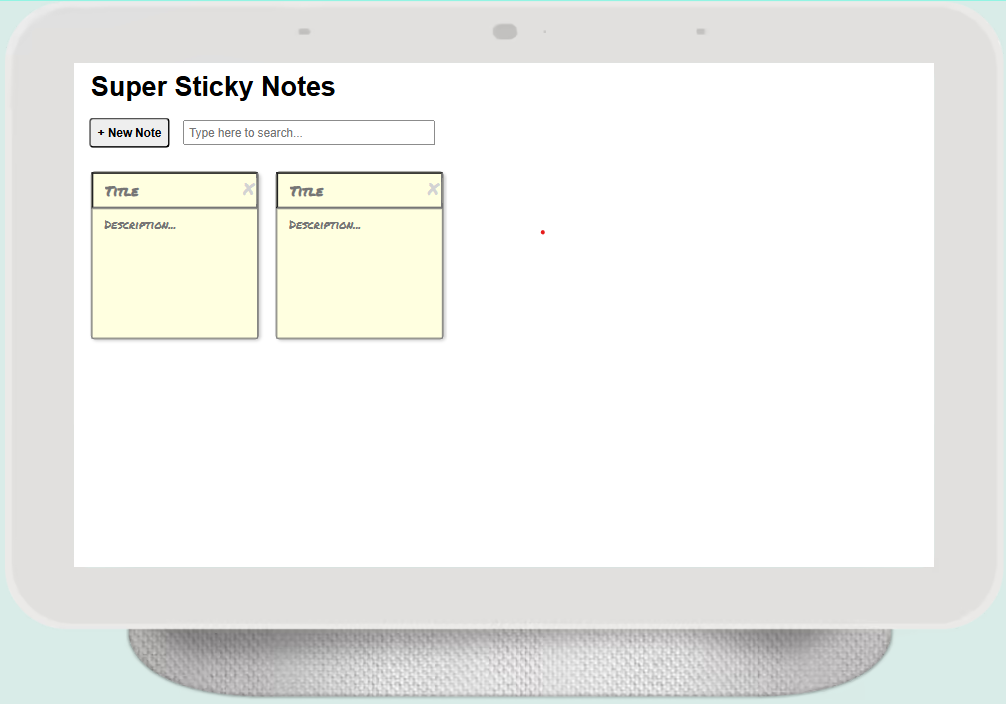 Super Sticky Notes
+ New Note
Type here to search...
Title
x
Title
x
Description...
Description...